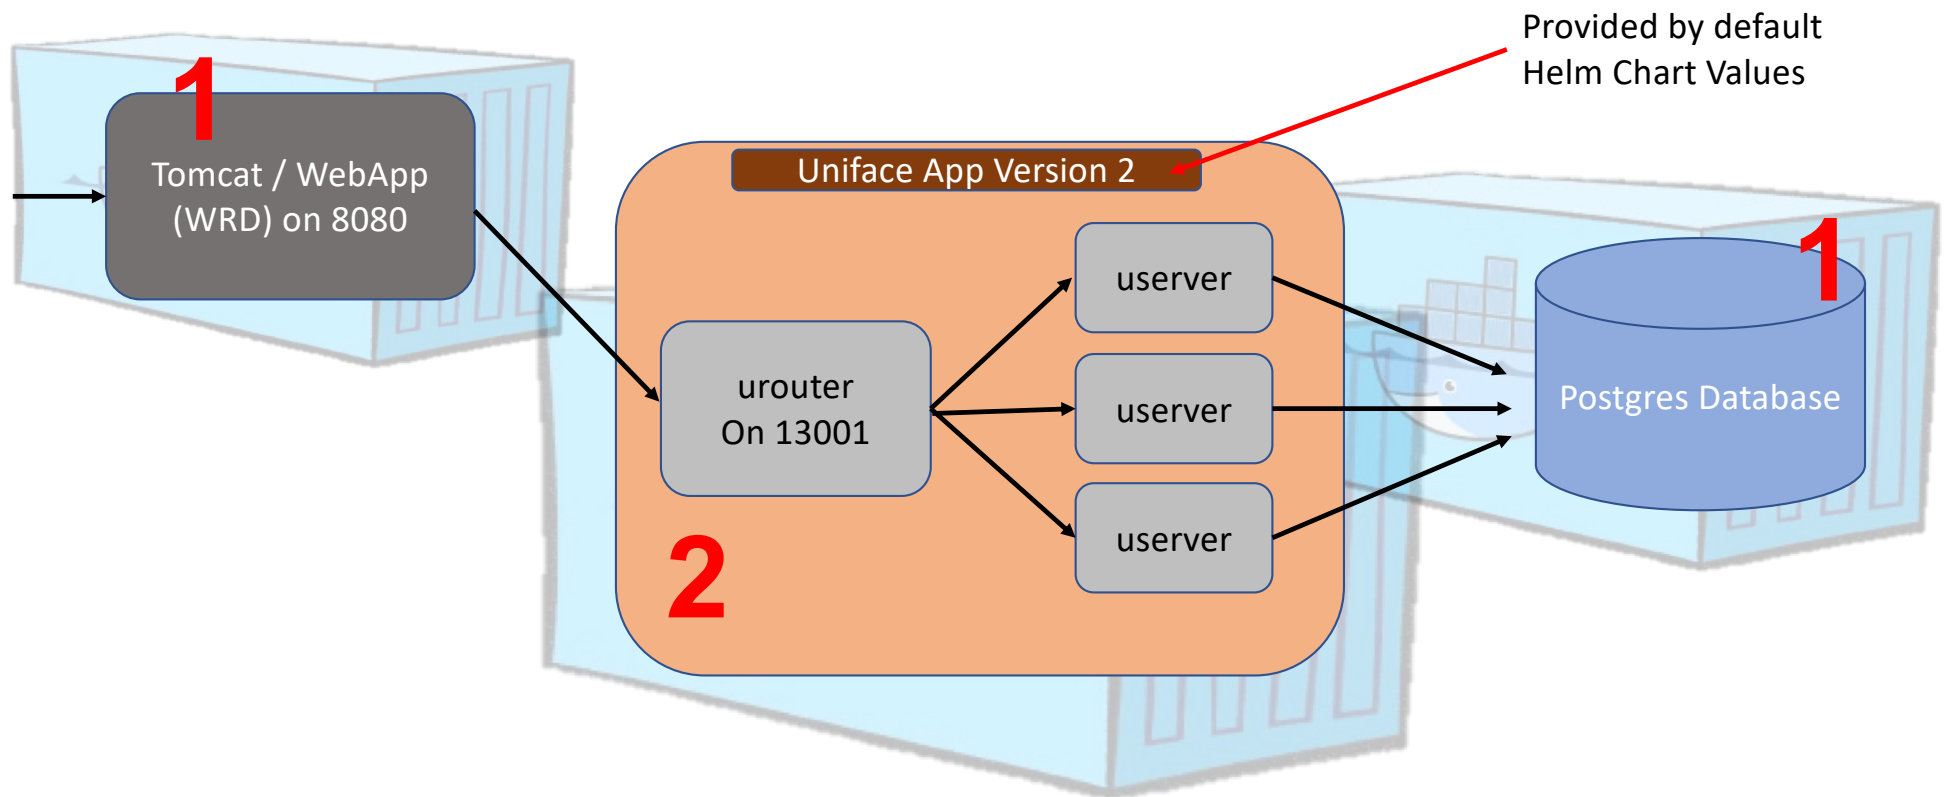 Provided by default
Helm Chart Values
1
Tomcat / WebApp
(WRD) on 8080
Uniface App Version 2
urouter
On 13001
2
userver
userver
userver
1
Postgres Database